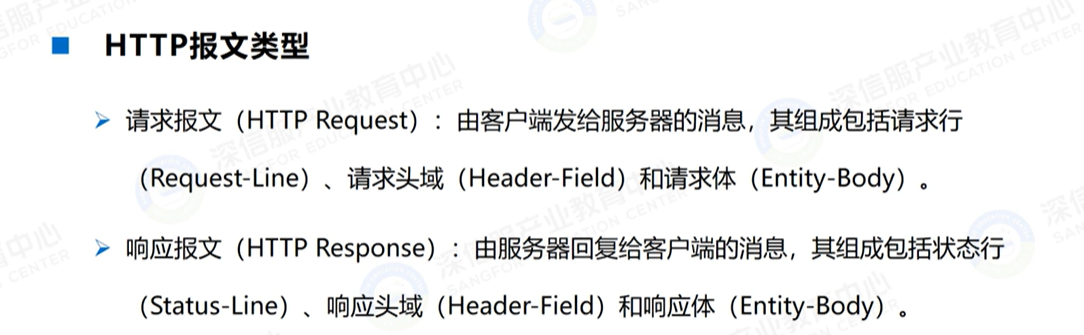 HTTP报文类型
请求报文（HTTP Request）：由客户端发给服务器的消息，其组成包括请求行
（Request-Line）、请求头域（Header-Field）和请求体（Entity-Body）。
响应报文（HTTP Response）：由服务器回复给客户端的消息，其组成包括状态行
（Status-Line）、响应头域（Header-Field）和响应体（Entity-Body）。
深信服产业教育中心
SANGFOR EDUCATION CENTER